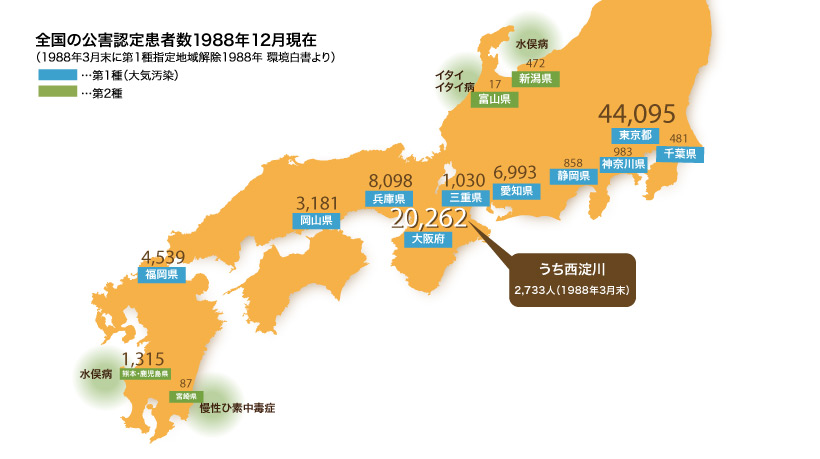 全国の公害認定患者数1988年12月現在
（1988年3月末に第1種指定地域解除1988年 環境白書より）
…第1種（大気汚染）
…第2種
水俣病
472
新潟県
イタイ
イタイ病
17
富山県
44,095
東京都
481
千葉県
983
神奈川県
858
静岡県
6,993
愛知県
1,030
三重県
8,098
兵庫県
20,262
大阪府
3,181
岡山県
うち西淀川
2,733人（1988年3月末）
4,539
福岡県
1,315
熊本・鹿児島県
水俣病
87
宮崎県
慢性ひ素中毒症